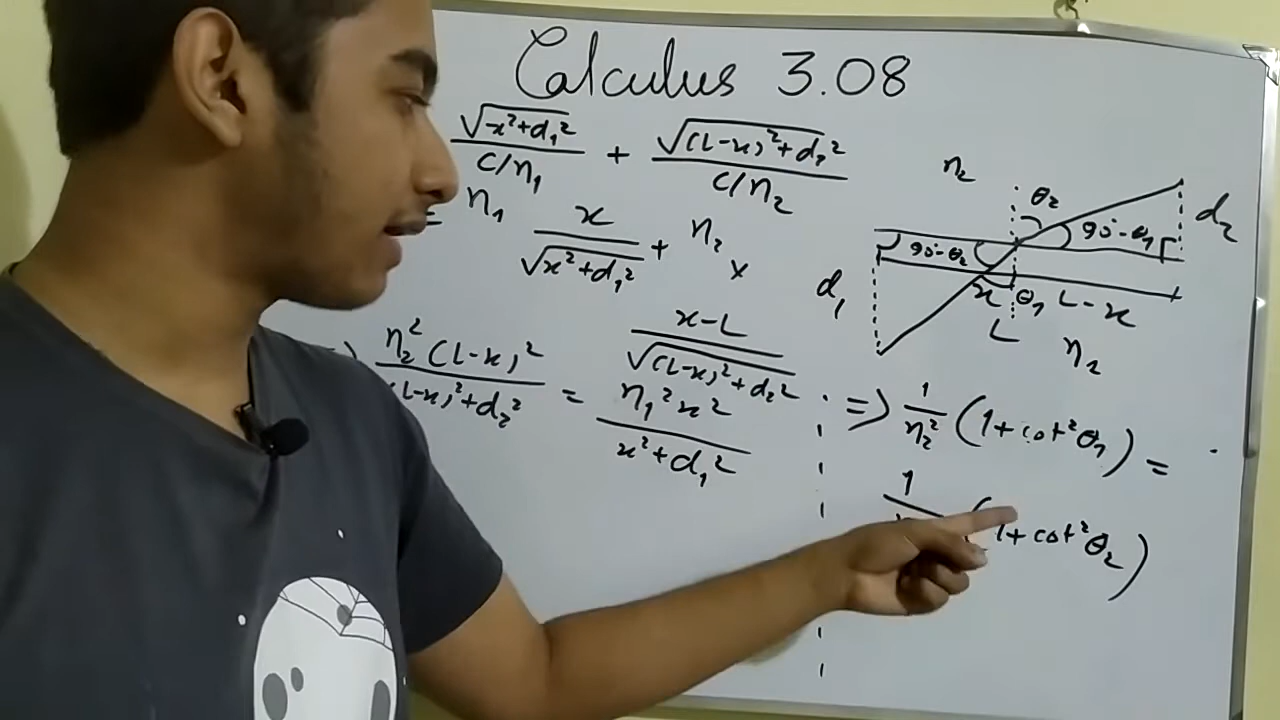 Calculus 3.08
√x²+d₁² / C/n₁ + √(L-x)²+d₂² / C/n₂
= n₁ x / √x²+d₁² + n₂ ×
x-L / √(L-x)²+d₂²
n₂²(L-x)² / (L-x)²+d₂² = n₁²x² / x²+d₁²
n₂
θ₂
d₂
90°-θ₁
90°-θ₂
d₁
x θ₁ L-x
L
n₂
=> 1/n₂² (1+cot²θ₁) =
1 (1+cot²θ₂)